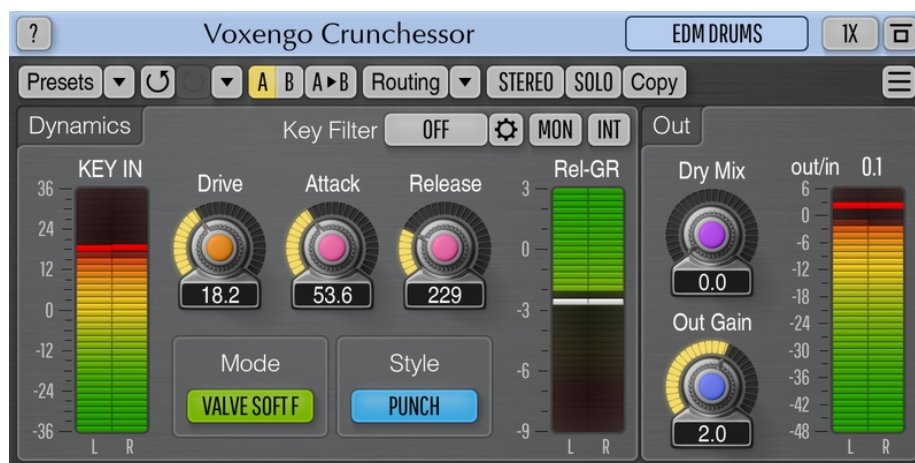 ? Voxengo Crunchessor EDM DRUMS 1X
Presets A B A▸B Routing STEREO SOLO Copy
Dynamics Key Filter OFF MON INT Out
KEY IN Drive Attack Release Rel-GR Dry Mix out/in 0.1
36
24
12
0
-12
-24
-36
L R
18.2 53.6 229
3
0
-3
-6
-9
L R
Mode Style
VALVE SOFT F PUNCH
0.0
Out Gain
2.0
6
0
-6
-12
-18
-24
-30
-36
-42
-48
L R